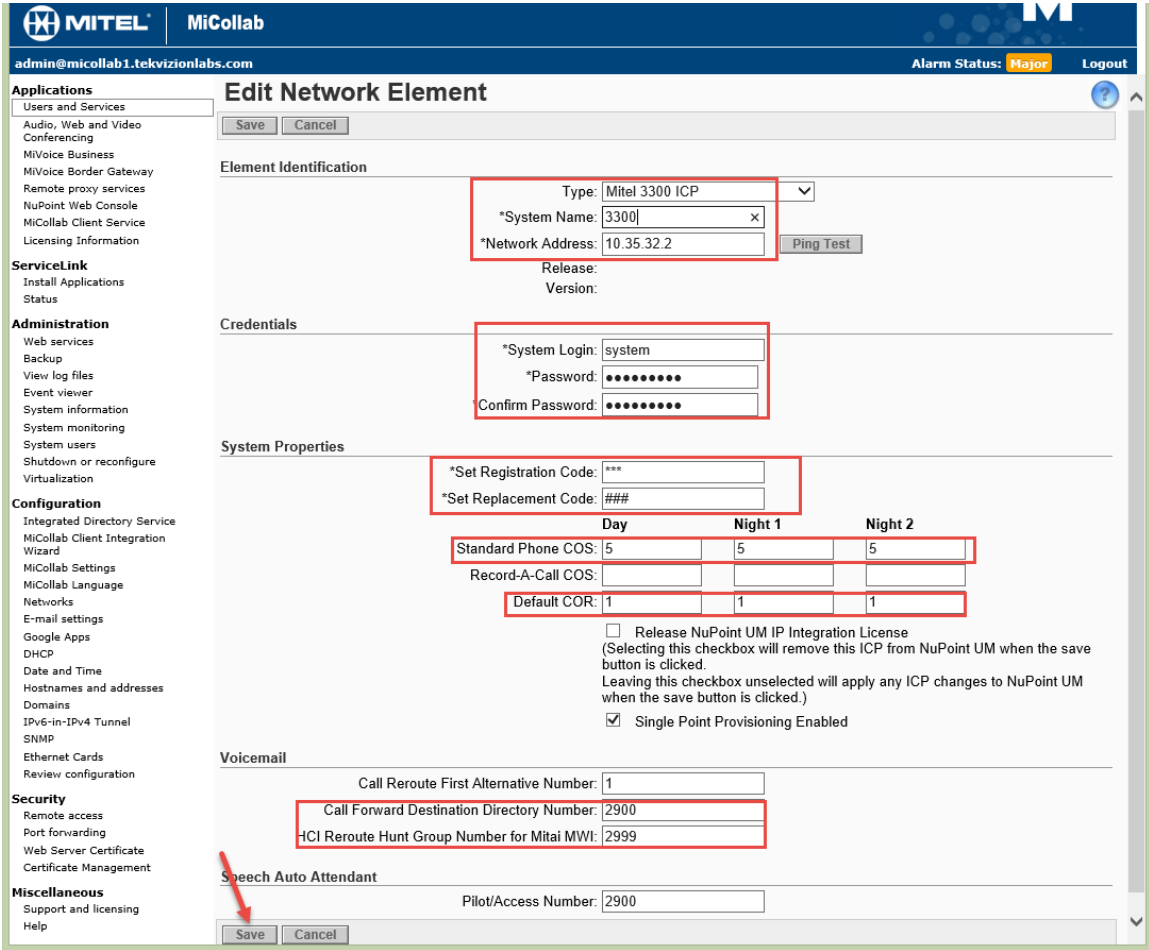 MITEL MiCollab M
admin@micollab1.tekvizionlabs.com Alarm Status: Major Logout
Applications
Users and Services
Audio, Web and Video
Conferencing
MiVoice Business
MiVoice Border Gateway
Remote proxy services
NuPoint Web Console
MiCollab Client Service
Licensing Information
ServiceLink
Install Applications
Status
Administration
Web services
Backup
View log files
Event viewer
System information
System monitoring
System users
Shutdown or reconfigure
Virtualization
Configuration
Integrated Directory Service
MiCollab Client Integration
Wizard
MiCollab Settings
MiCollab Language
Networks
E-mail settings
Google Apps
DHCP
Date and Time
Hostnames and addresses
Domains
IPv6-in-IPv4 Tunnel
SNMP
Ethernet Cards
Review configuration
Security
Remote access
Port forwarding
Web Server Certificate
Certificate Management
Miscellaneous
Support and licensing
Help
Edit Network Element ?
Save Cancel
Element Identification
Type: Mitel 3300 ICP
*System Name: 3300 ×
*Network Address: 10.35.32.2 Ping Test
Release:
Version:
Credentials
*System Login: system
*Password: ●●●●●●●●●
*Confirm Password: ●●●●●●●●●
System Properties
*Set Registration Code: ***
*Set Replacement Code: ###
Day Night 1 Night 2
Standard Phone COS: 5 5 5
Record-A-Call COS:
Default COR: 1 1 1
Release NuPoint UM IP Integration License
(Selecting this checkbox will remove this ICP from NuPoint UM when the save
button is clicked.
Leaving this checkbox unselected will apply any ICP changes to NuPoint UM
when the save button is clicked.)
Single Point Provisioning Enabled
Voicemail
Call Reroute First Alternative Number: 1
Call Forward Destination Directory Number: 2900
HCI Reroute Hunt Group Number for Mitai MWI: 2999
Speech Auto Attendant
Pilot/Access Number: 2900
Save Cancel